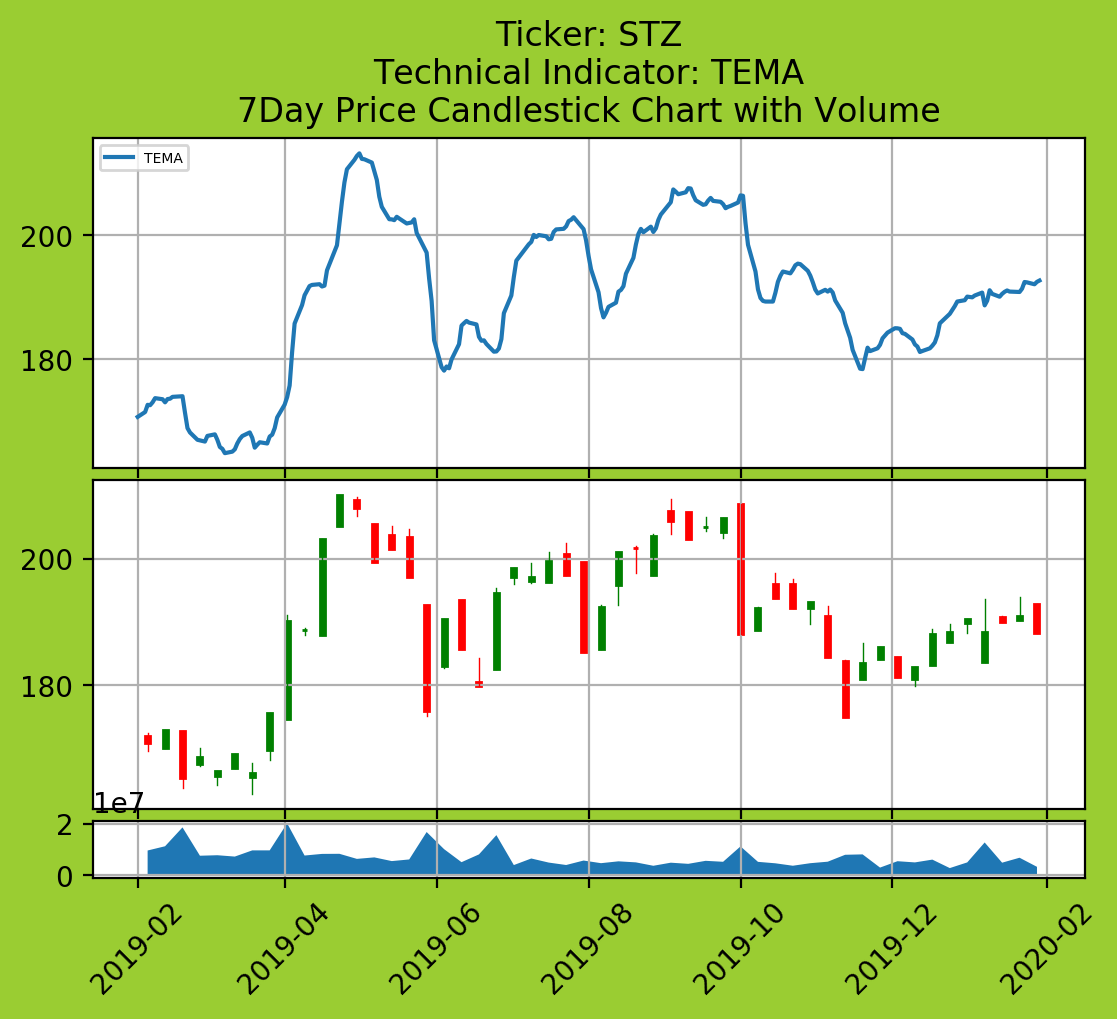 Ticker: STZ
Technical Indicator: TEMA
7Day Price Candlestick Chart with Volume
TEMA
200
180
200
180
1e7
2
0
2019-02
2019-04
2019-06
2019-08
2019-10
2019-12
2020-02